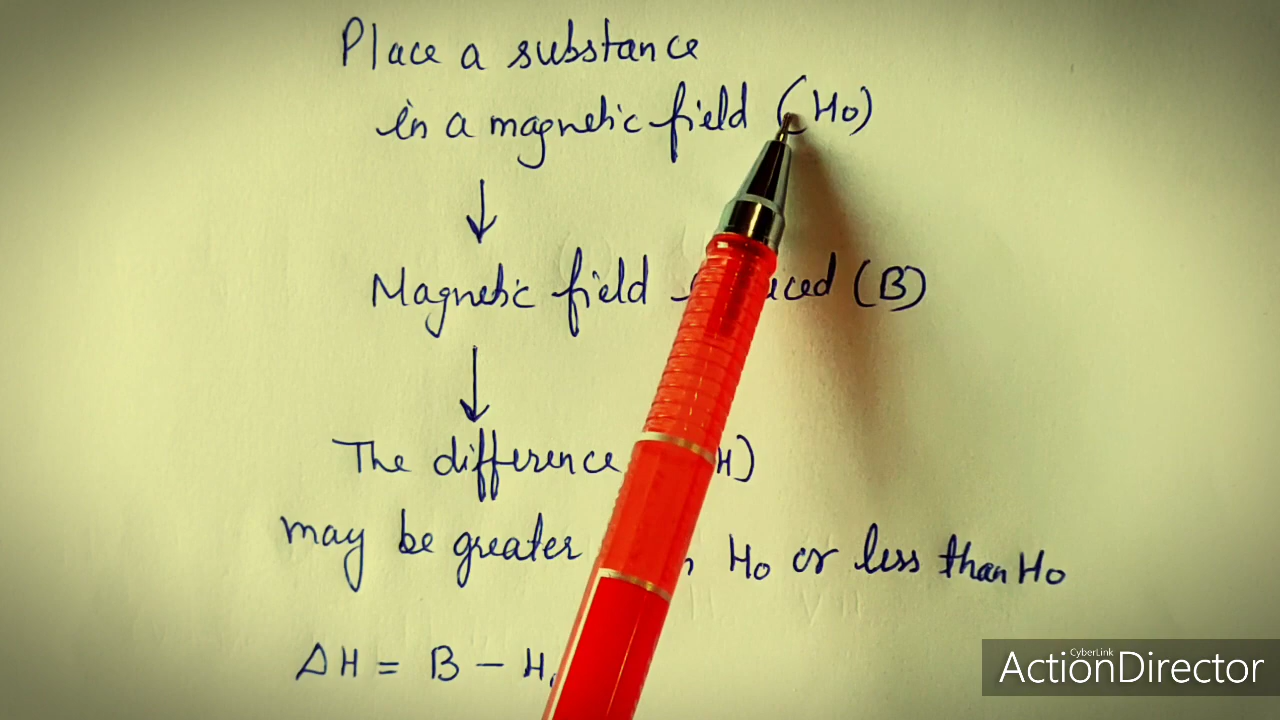 Place a substance
in a magnetic field (Ho)
↓
Magnetic field (B)
↓
The difference H)
may be greater Ho or less than Ho
ΔH = B - H
CyberLink
ActionDirector